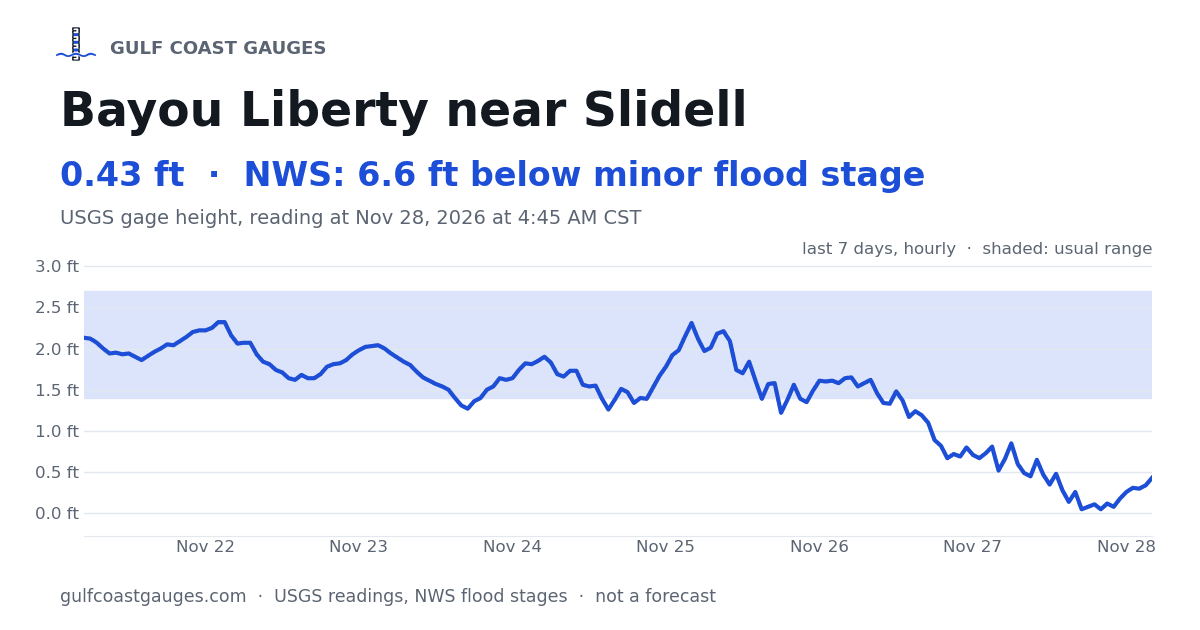 GULF COAST GAUGES
Bayou Liberty near Slidell
0.43 ft · NWS: 6.6 ft below minor flood stage
USGS gage height, reading at Nov 28, 2026 at 4:45 AM CST
last 7 days, hourly · shaded: usual range
3.0 ft
2.5 ft
2.0 ft
1.5 ft
1.0 ft
0.5 ft
0.0 ft
Nov 22 Nov 23 Nov 24 Nov 25 Nov 26 Nov 27 Nov 28
gulfcoastgauges.com · USGS readings, NWS flood stages · not a forecast